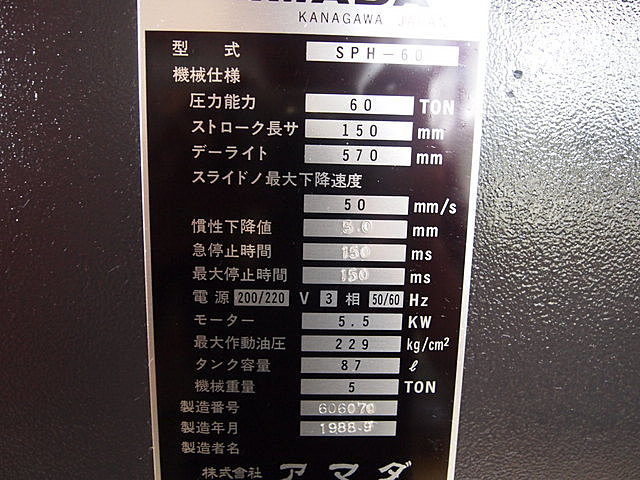 AMADA
KANAGAWA JAPAN
型式 SPH-60
機械仕様
圧力能力 60 TON
ストローク長サ 150 mm
デーライト 570 mm
スライドノ最大下降速度
50 mm/s
慣性下降値 5.0 mm
急停止時間 150 ms
最大停止時間 150 ms
電源 200/220 V 3 相 50/60 Hz
モーター 5.5 KW
最大作動油圧 229 kg/cm²
タンク容量 87 ℓ
機械重量 5 TON
製造番号 606070
製造年月 1988.9
製造者名
株式会社 アマダ